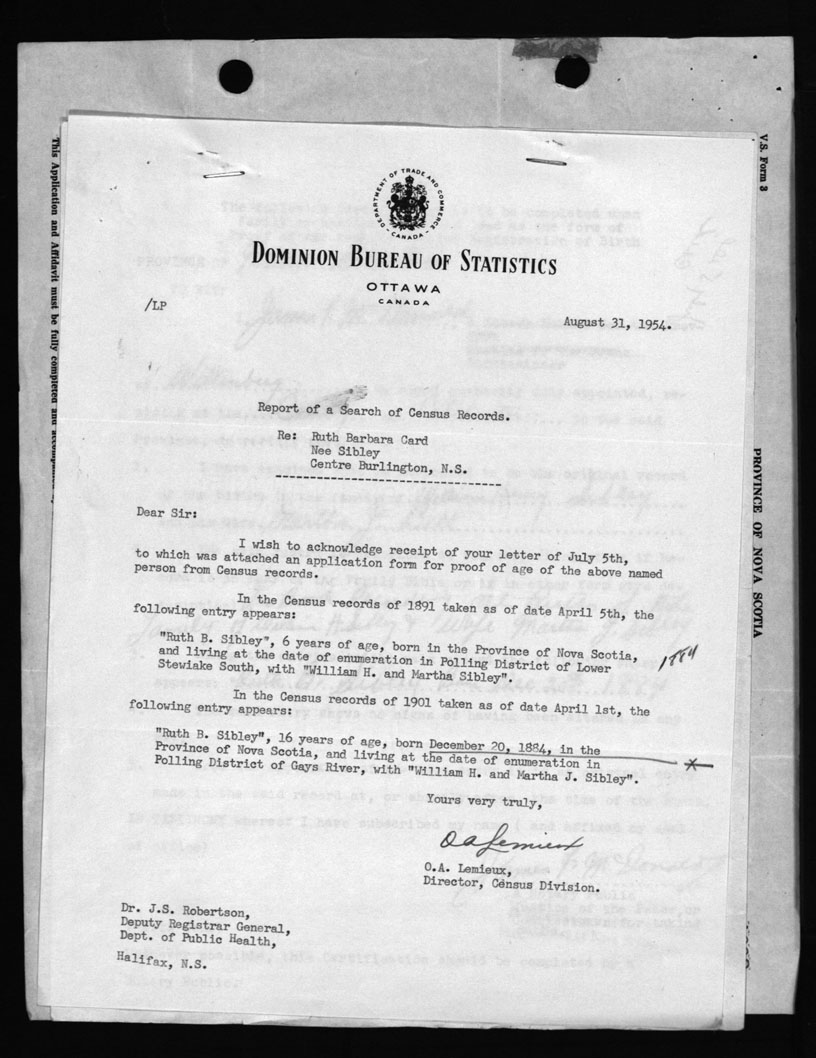 V.S. Form 3
This Application and Affidavit must be fully completed and accompanied
PROVINCE OF NOVA SCOTIA
DEPARTMENT OF TRADE AND COMMERCE
CANADA
DOMINION BUREAU OF STATISTICS
OTTAWA
CANADA
/LP
August 31, 1954.
Report of a Search of Census Records.
Re: Ruth Barbara Card
Nee Sibley
Centre Burlington, N.S.
Dear Sir:
I wish to acknowledge receipt of your letter of July 5th,
to which was attached an application form for proof of age of the above named
person from Census records.
In the Census records of 1891 taken as of date April 5th, the
following entry appears:
"Ruth B. Sibley", 6 years of age, born in the Province of Nova Scotia,
and living at the date of enumeration in Polling District of Lower
Stewiake South, with "William H. and Martha Sibley".
1884
In the Census records of 1901 taken as of date April 1st, the
following entry appears:
"Ruth B. Sibley", 16 years of age, born December 20, 1884, in the
Province of Nova Scotia, and living at the date of enumeration in
Polling District of Gays River, with "William H. and Martha J. Sibley".
Yours very truly,
O A Lemieux
O.A. Lemieux,
Director, Census Division.
Dr. J.S. Robertson,
Deputy Registrar General,
Dept. of Public Health,
Halifax, N.S.